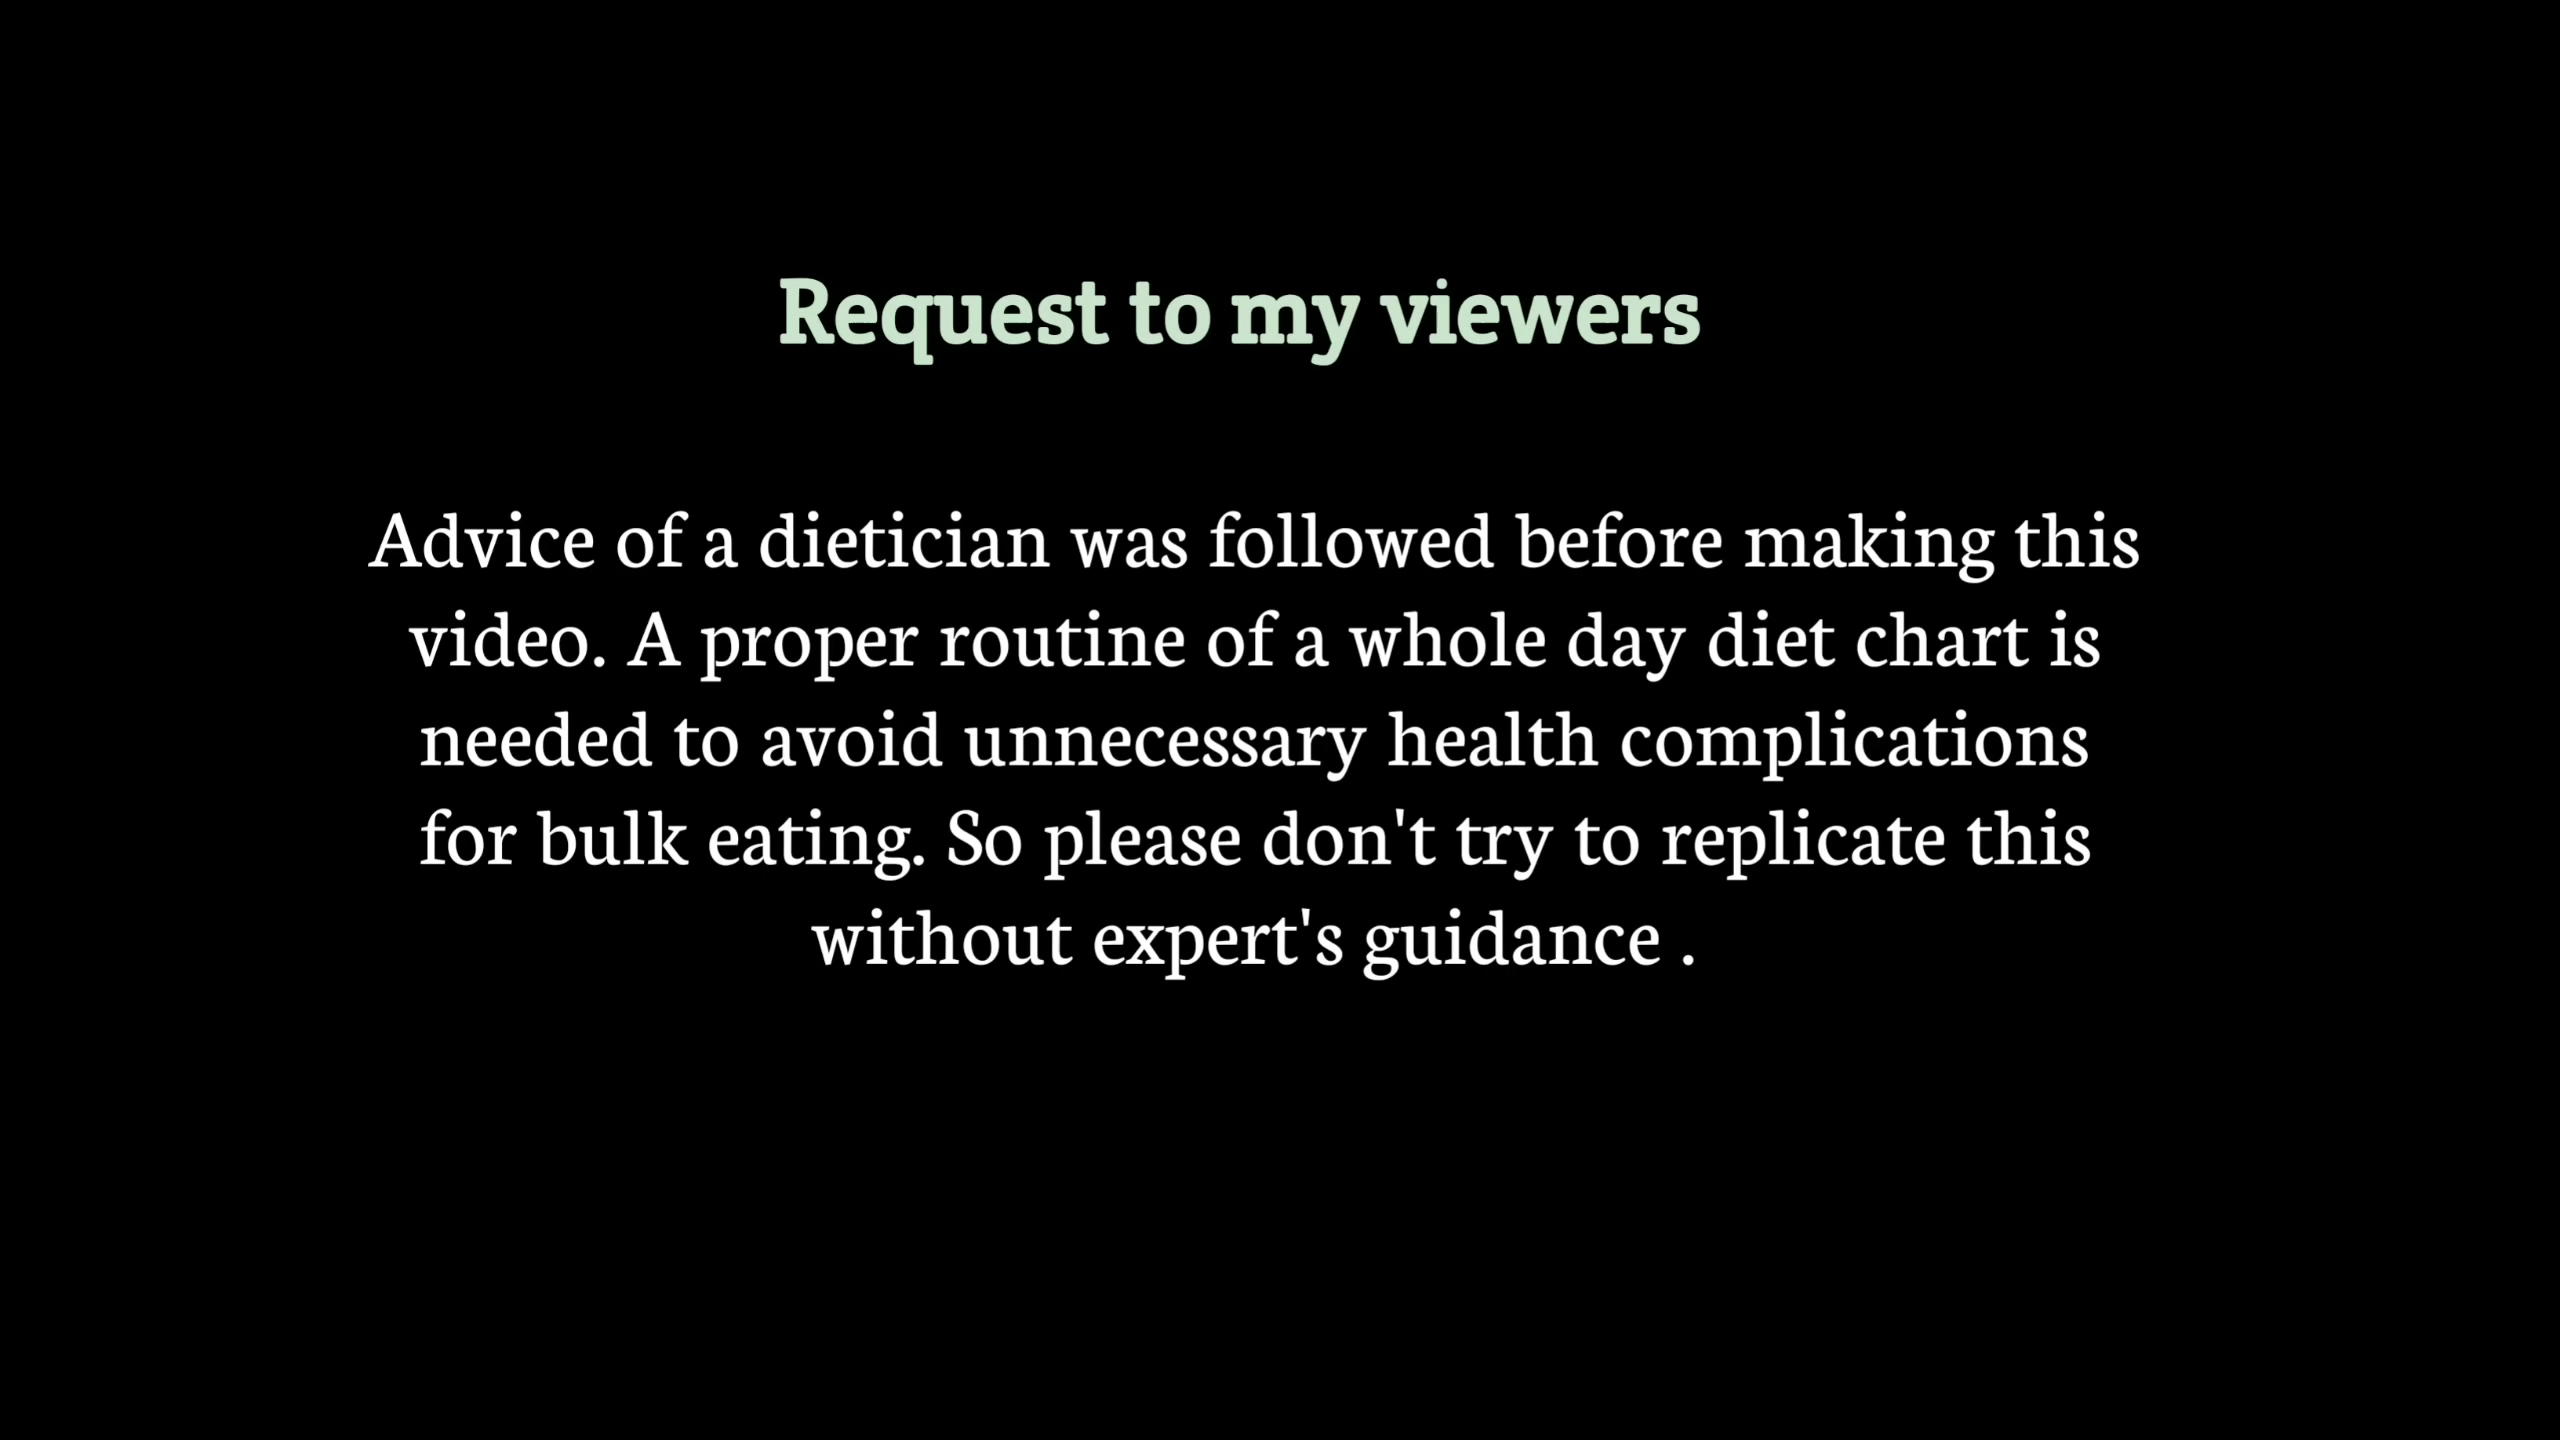 Request to my viewers
Advice of a dietician was followed before making this
video. A proper routine of a whole day diet chart is
needed to avoid unnecessary health complications
for bulk eating. So please don't try to replicate this
without expert's guidance .